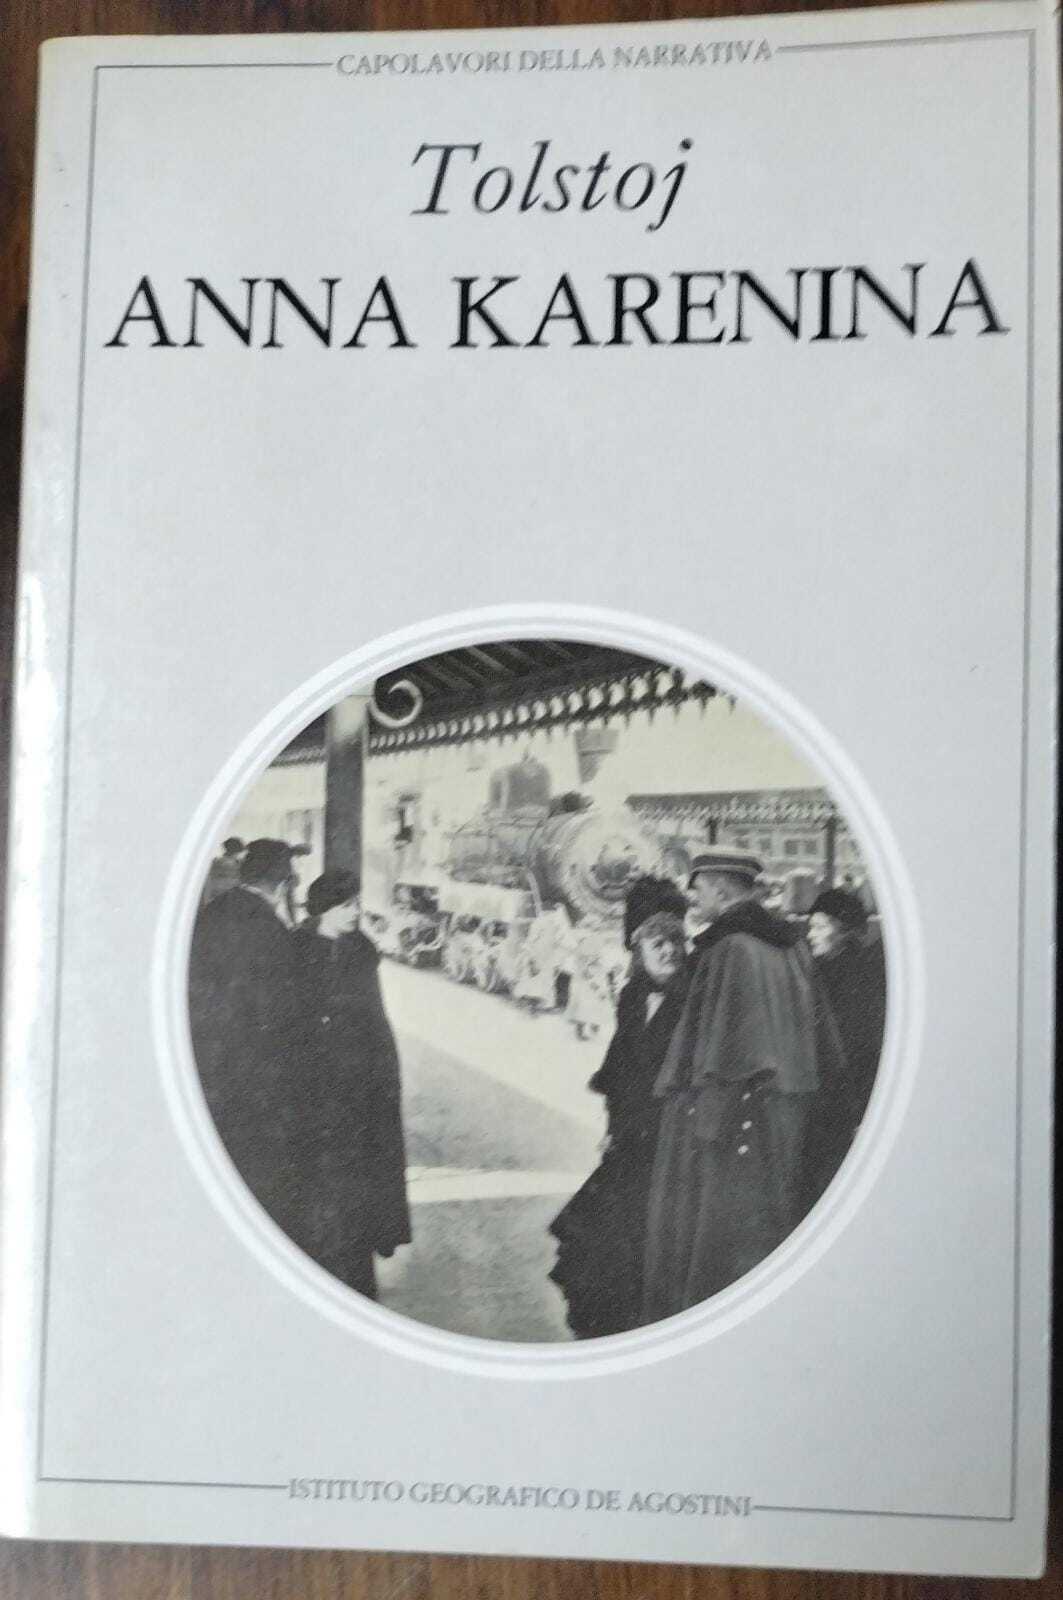 CAPOLAVORI DELLA NARRATIVA
Tolstoj
ANNA KARENINA
ISTITUTO GEOGRAFICO DE AGOSTINI